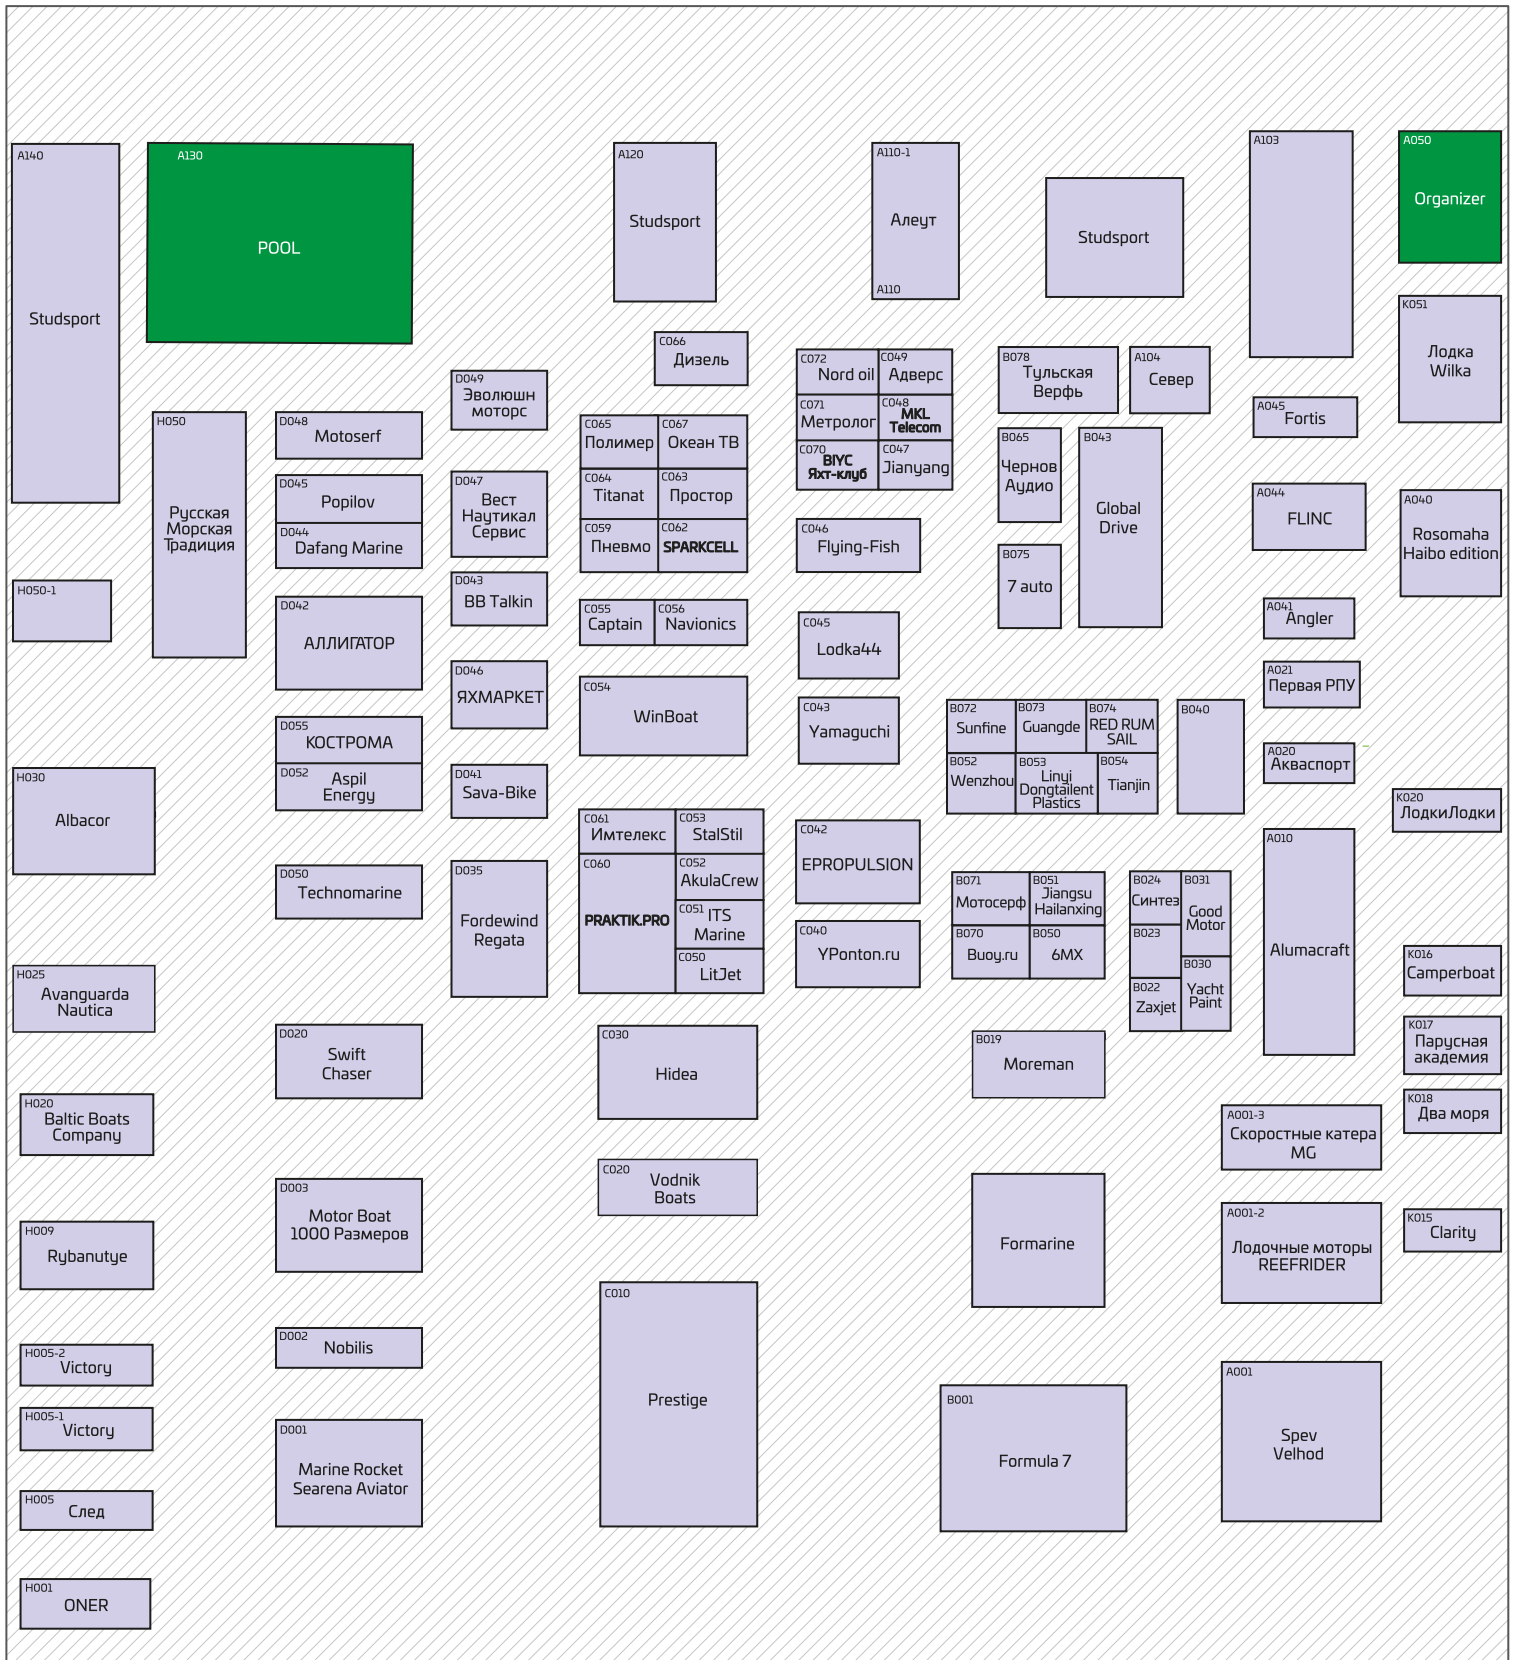 A140
Studsport
A130
POOL
A120
Studsport
A110-1
Алеут
A110
Studsport
A103
A050
Organizer
K051
Лодка
Wilka
C066
Дизель
D049
Эволюшн
моторс
C072
Nord oil
C049
Адверс
C071
Метролог
C048
MKL
Telecom
C070
BIYC
Яхт-клуб
C047
Jianyang
B078
Тульская
Верфь
A104
Север
A045
Fortis
H050
Русская
Морская
Традиция
D048
Motoserf
D045
Popilov
D044
Dafang Marine
D047
Вест
Наутикал
Сервис
C065
Полимер
C067
Океан ТВ
C064
Titanat
C063
Простор
C059
Пневмо
C062
SPARKCELL
C046
Flying-Fish
B065
Чернов
Аудио
B043
Global
Drive
B075
7 auto
A044
FLINC
A040
Rosomaha
Haibo edition
H050-1
D043
BB Talkin
D042
АЛЛИГАТОР
C055
Captain
C056
Navionics
C045
Lodka44
A041
Angler
D046
ЯХМАРКЕТ
C054
WinBoat
C043
Yamaguchi
A021
Первая РПУ
B072
Sunfine
B073
Guangde
B074
RED RUM
SAIL
B052
Wenzhou
B053
Linyi
Dongtailent
Plastics
B054
Tianjin
B040
A020
Акваспорт
D055
КОСТРОМА
D052
Aspil
Energy
D041
Sava-Bike
H030
Albacor
K020
ЛодкиЛодки
C061
Имтелекс
C053
StalStil
C060
PRAKTIK.PRO
C052
AkulaCrew
C051
ITS
Marine
C050
LitJet
C042
EPROPULSION
C040
YPonton.ru
A010
Alumacraft
D050
Technomarine
D035
Fordewind
Regata
B071
Мотосерф
B051
Jiangsu
Hailanxing
B070
Buoy.ru
B050
6MX
B024
Синтез
B031
Good
Motor
B023
B030
Yacht
Paint
B022
Zaxjet
H025
Avanguarda
Nautica
K016
Camperboat
K017
Парусная
академия
D020
Swift
Chaser
C030
Hidea
B019
Moreman
H020
Baltic Boats
Company
K018
Два моря
A001-3
Скоростные катера
MG
C020
Vodnik
Boats
D003
Motor Boat
1000 Размеров
Formarine
A001-2
Лодочные моторы
REEFRIDER
K015
Clarity
H009
Rybanutye
C010
Prestige
D002
Nobilis
H005-2
Victory
H005-1
Victory
B001
Formula 7
A001
Spev
Velhod
D001
Marine Rocket
Searena Aviator
H005
След
H001
ONER